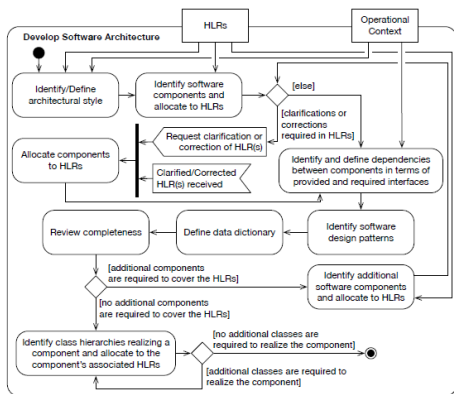 HLRs
Operational
Context
Develop Software Architecture
Identify/Define
architectural style
Identify software
components and
allocate to HLRs
[else]
[clarifications or
corrections
required in HLRs]
Request clarification or
correction of HLR(s)
Clarified/Corrected
HLR(s) received
Allocate components
to HLRs
Identify and define dependencies
between components in terms of
provided and required interfaces
Review completeness
Define data dictionary
Identify software
design patterns
[additional components
are required to cover the HLRs]
Identify additional
software components
and allocate to HLRs
[no additional components
are required to cover the HLRs]
Identify class hierarchies realizing a
component and allocate to the
component's associated HLRs
[no additional classes are
required to realize the component]
[additional classes are required to
realize the component]